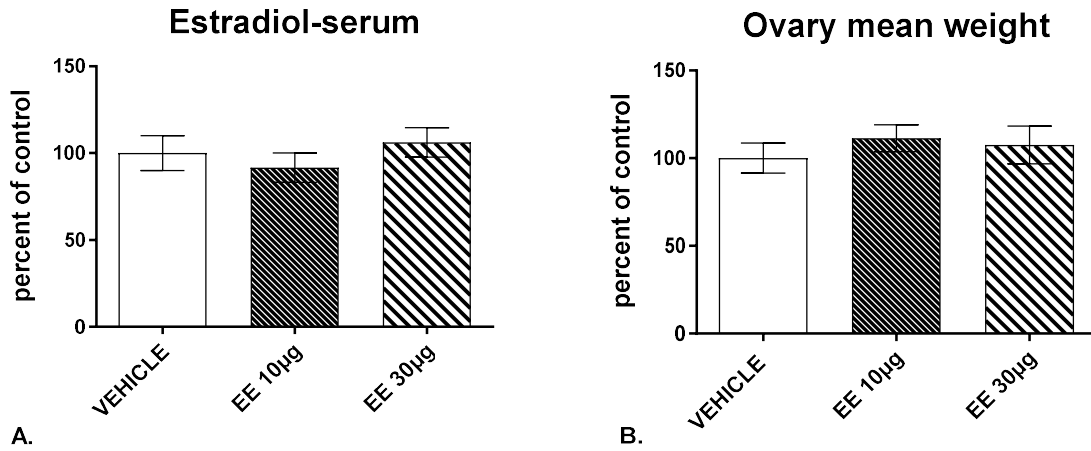 Estradiol-serum
percent of control
150
100
50
0
VEHICLE
EE 10µg
EE 30µg
A.
Ovary mean weight
percent of control
150
100
50
0
VEHICLE
EE 10µg
EE 30µg
B.